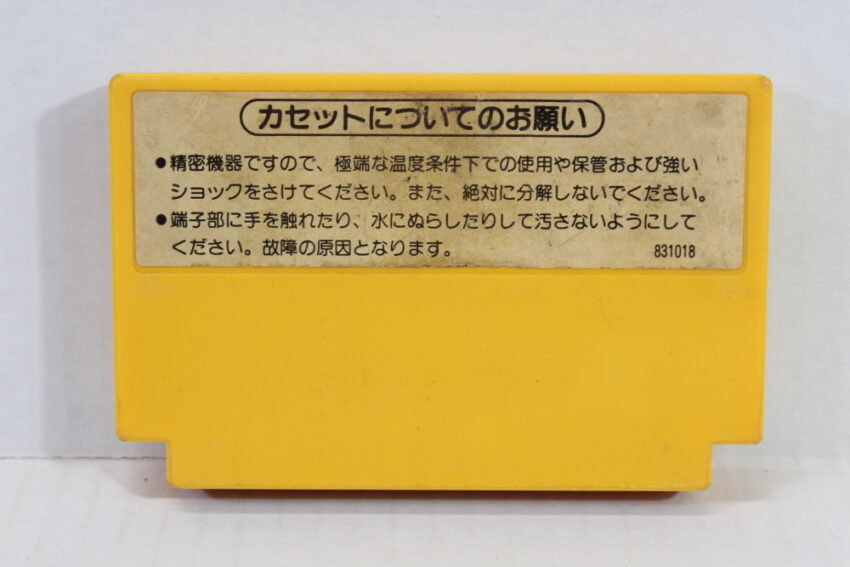 カセットについてのお願い
●精密機器ですので、極端な温度条件下での使用や保管および強い
ショックをさけてください。また、絶対に分解しないでください。
●端子部に手を触れたり、水にぬらしたりして汚さないようにして
ください。故障の原因となります。 831018